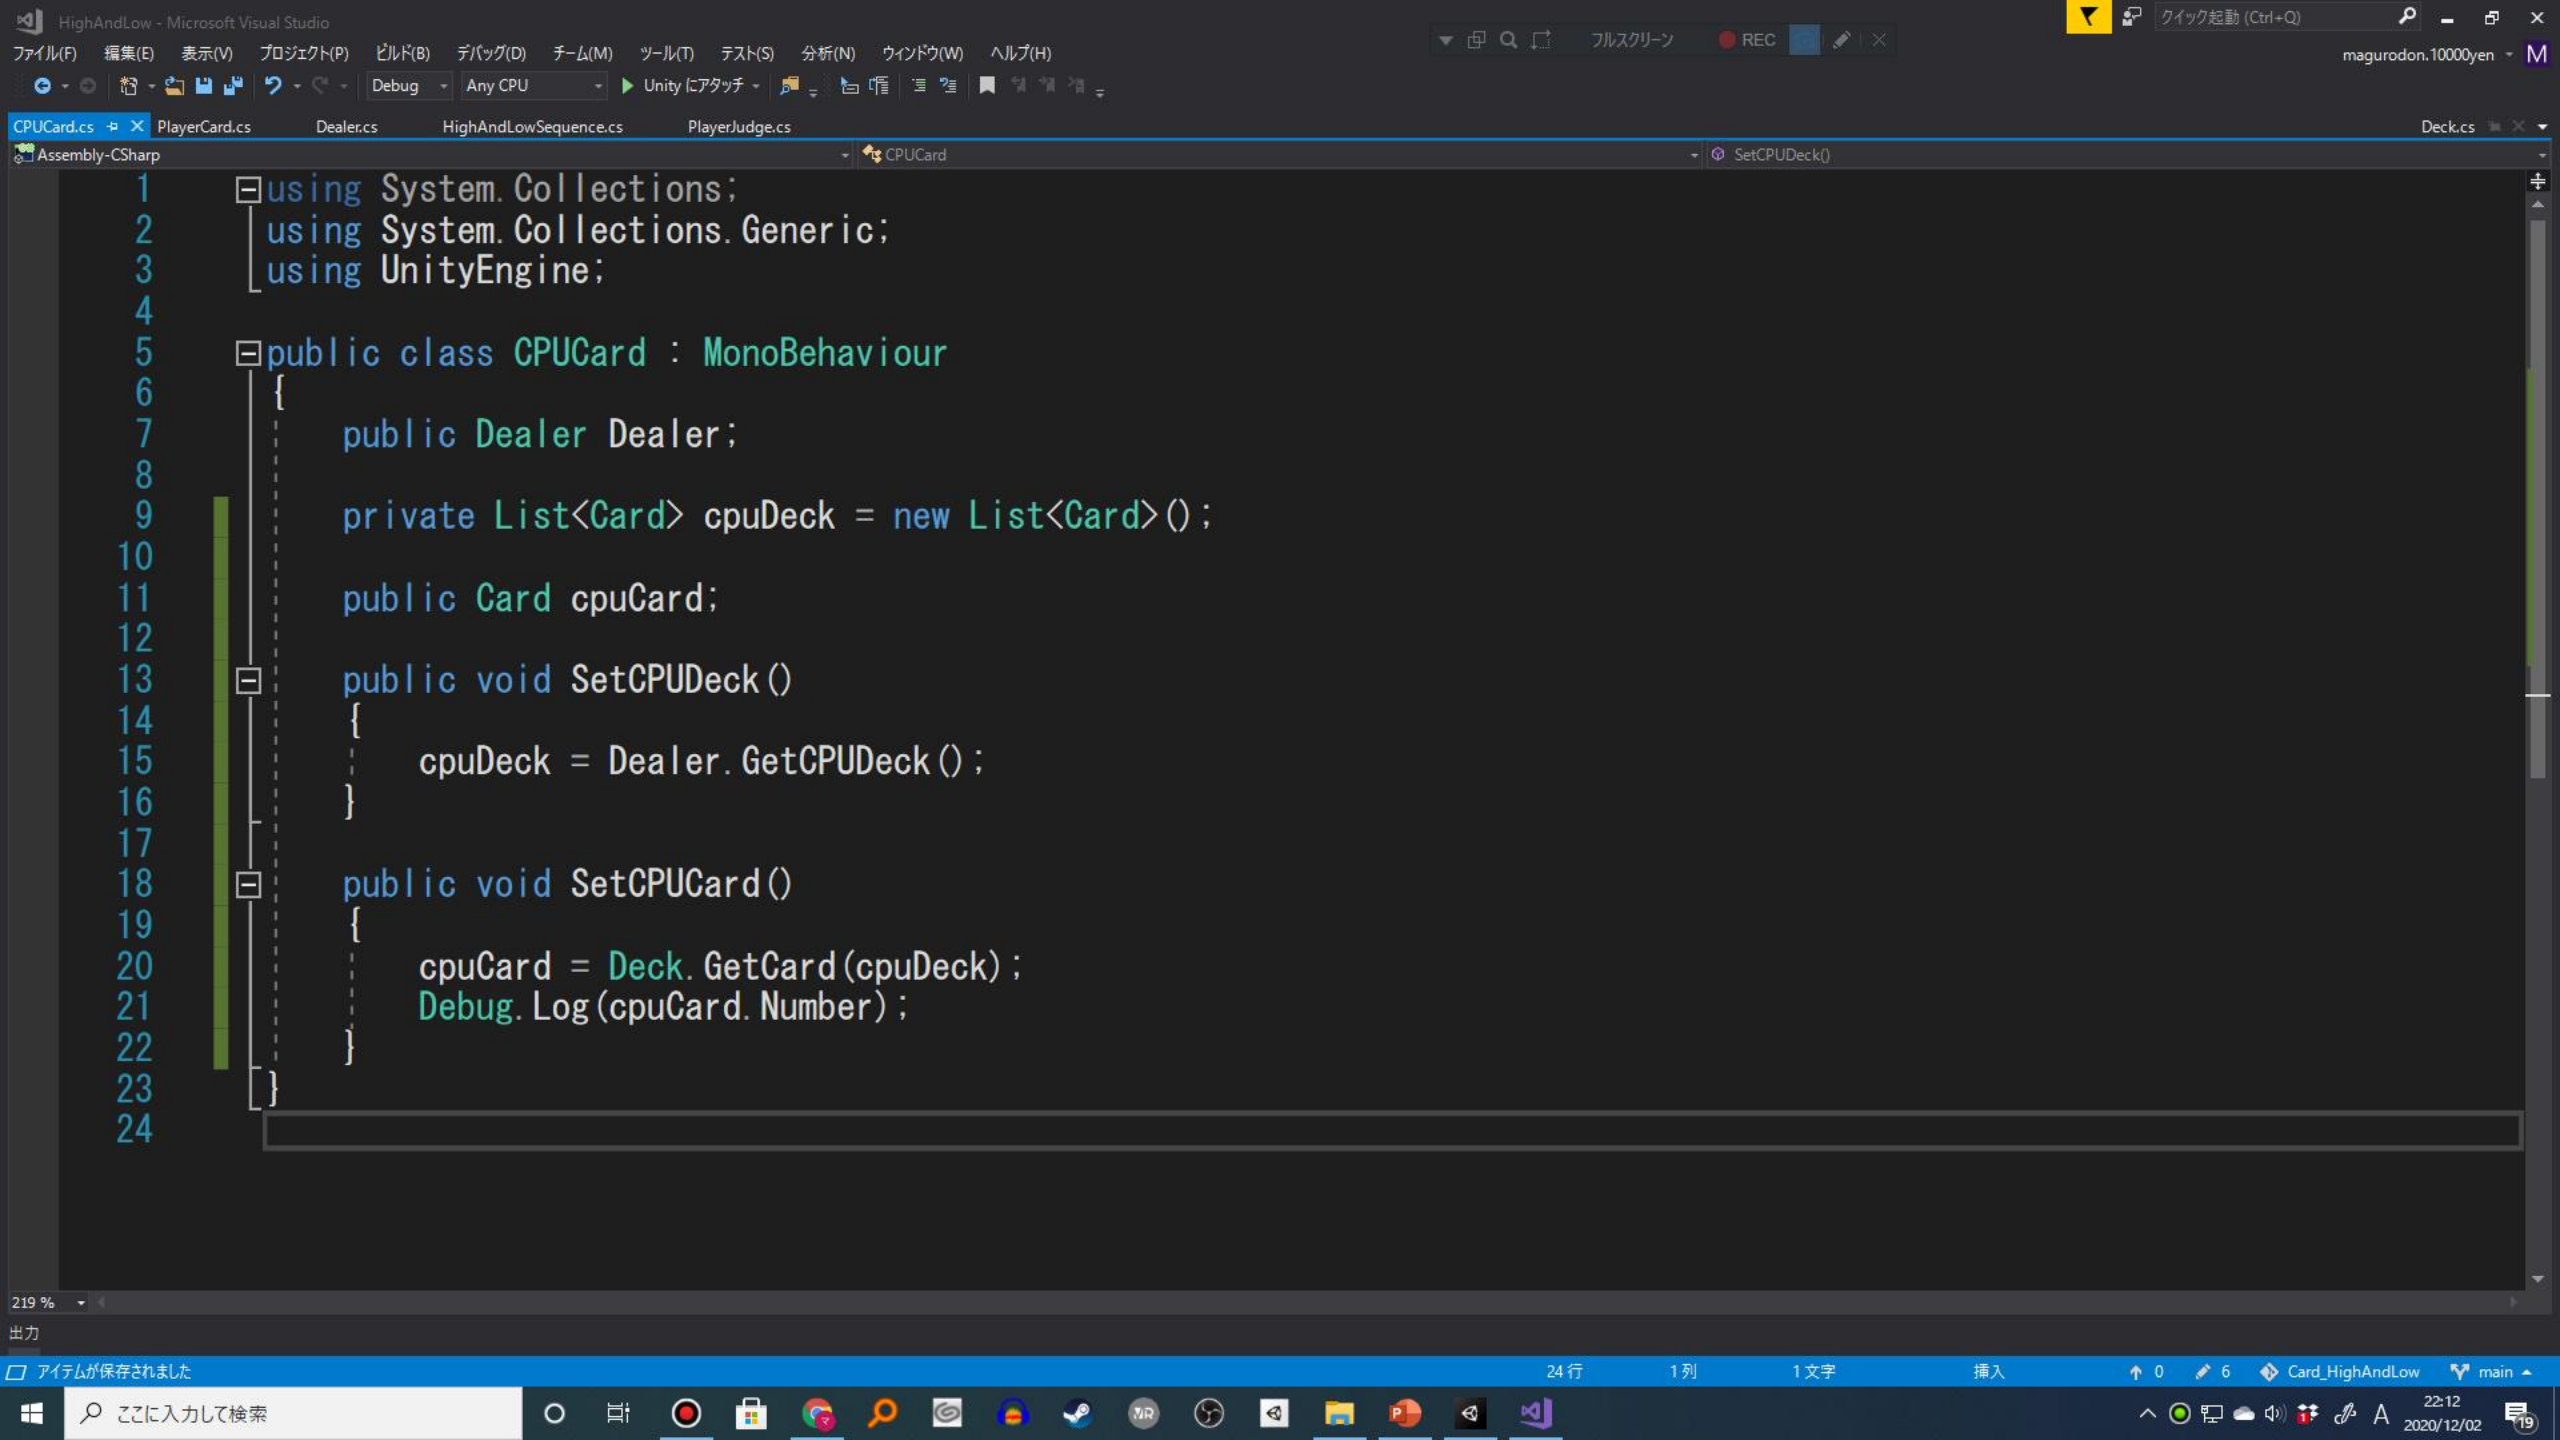 HighAndLow - Microsoft Visual Studio
クイック起動 (Ctrl+Q)
ファイル(F) 編集(E) 表示(V) プロジェクト(P) ビルド(B) デバッグ(D) チーム(M) ツール(T) テスト(S) 分析(N) ウィンドウ(W) ヘルプ(H)
フルスクリーン REC
magurodon.10000yen M
Debug Any CPU Unity にアタッチ
CPUCard.cs PlayerCard.cs Dealer.cs HighAndLowSequence.cs PlayerJudge.cs Deck.cs
Assembly-CSharp CPUCard SetCPUDeck()
1 using System.Collections;
2 using System.Collections.Generic;
3 using UnityEngine;
4
5 public class CPUCard : MonoBehaviour
6 {
7 public Dealer Dealer;
8
9 private List<Card> cpuDeck = new List<Card>();
10
11 public Card cpuCard;
12
13 public void SetCPUDeck()
14 {
15 cpuDeck = Dealer.GetCPUDeck();
16 }
17
18 public void SetCPUCard()
19 {
20 cpuCard = Deck.GetCard(cpuDeck);
21 Debug.Log(cpuCard.Number);
22 }
23 }
24
219 %
出力
アイテムが保存されました 24 行 1 列 1 文字 挿入 0 6 Card_HighAndLow main
ここに入力して検索
A 22:12
2020/12/02
19